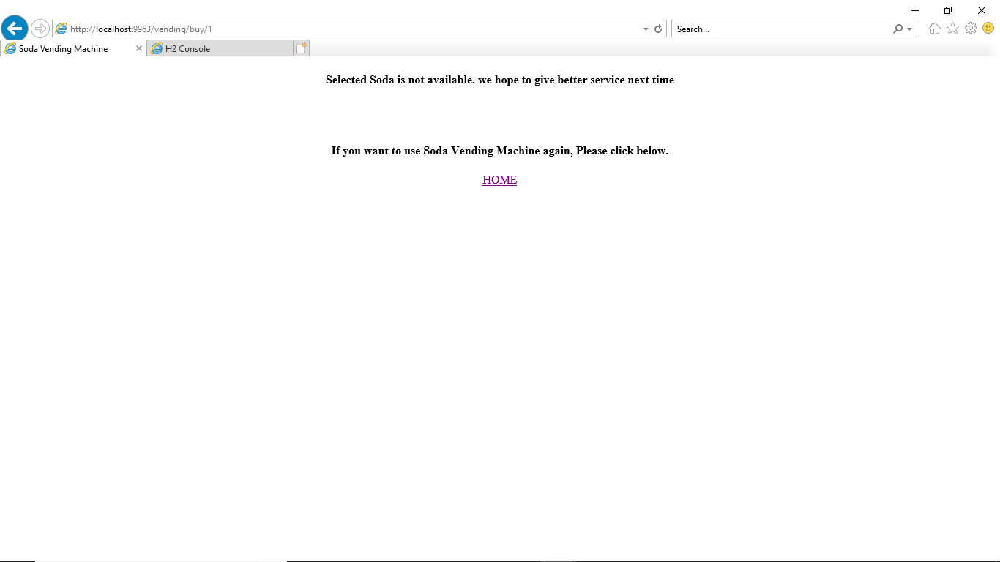 http://localhost:9963/vending/buy/1
Search...
Soda Vending Machine
H2 Console
Selected Soda is not available. we hope to give better service next time
If you want to use Soda Vending Machine again, Please click below.
HOME